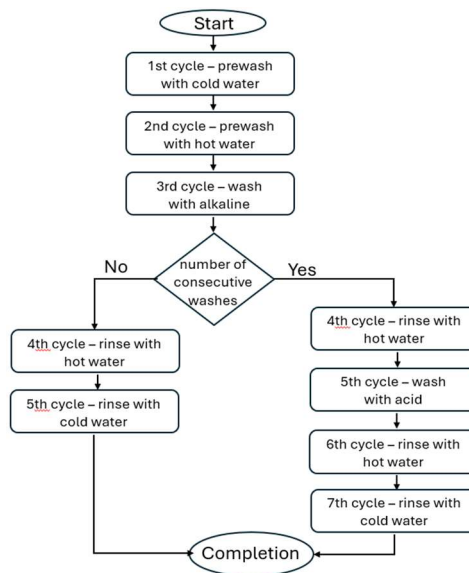 Start
1st cycle – prewash
with cold water
2nd cycle – prewash
with hot water
3rd cycle – wash
with alkaline
number of
consecutive
washes
No
Yes
4th cycle – rinse with
hot water
5th cycle – rinse with
cold water
4th cycle – rinse with
hot water
5th cycle – wash
with acid
6th cycle – rinse with
hot water
7th cycle – rinse with
cold water
Completion